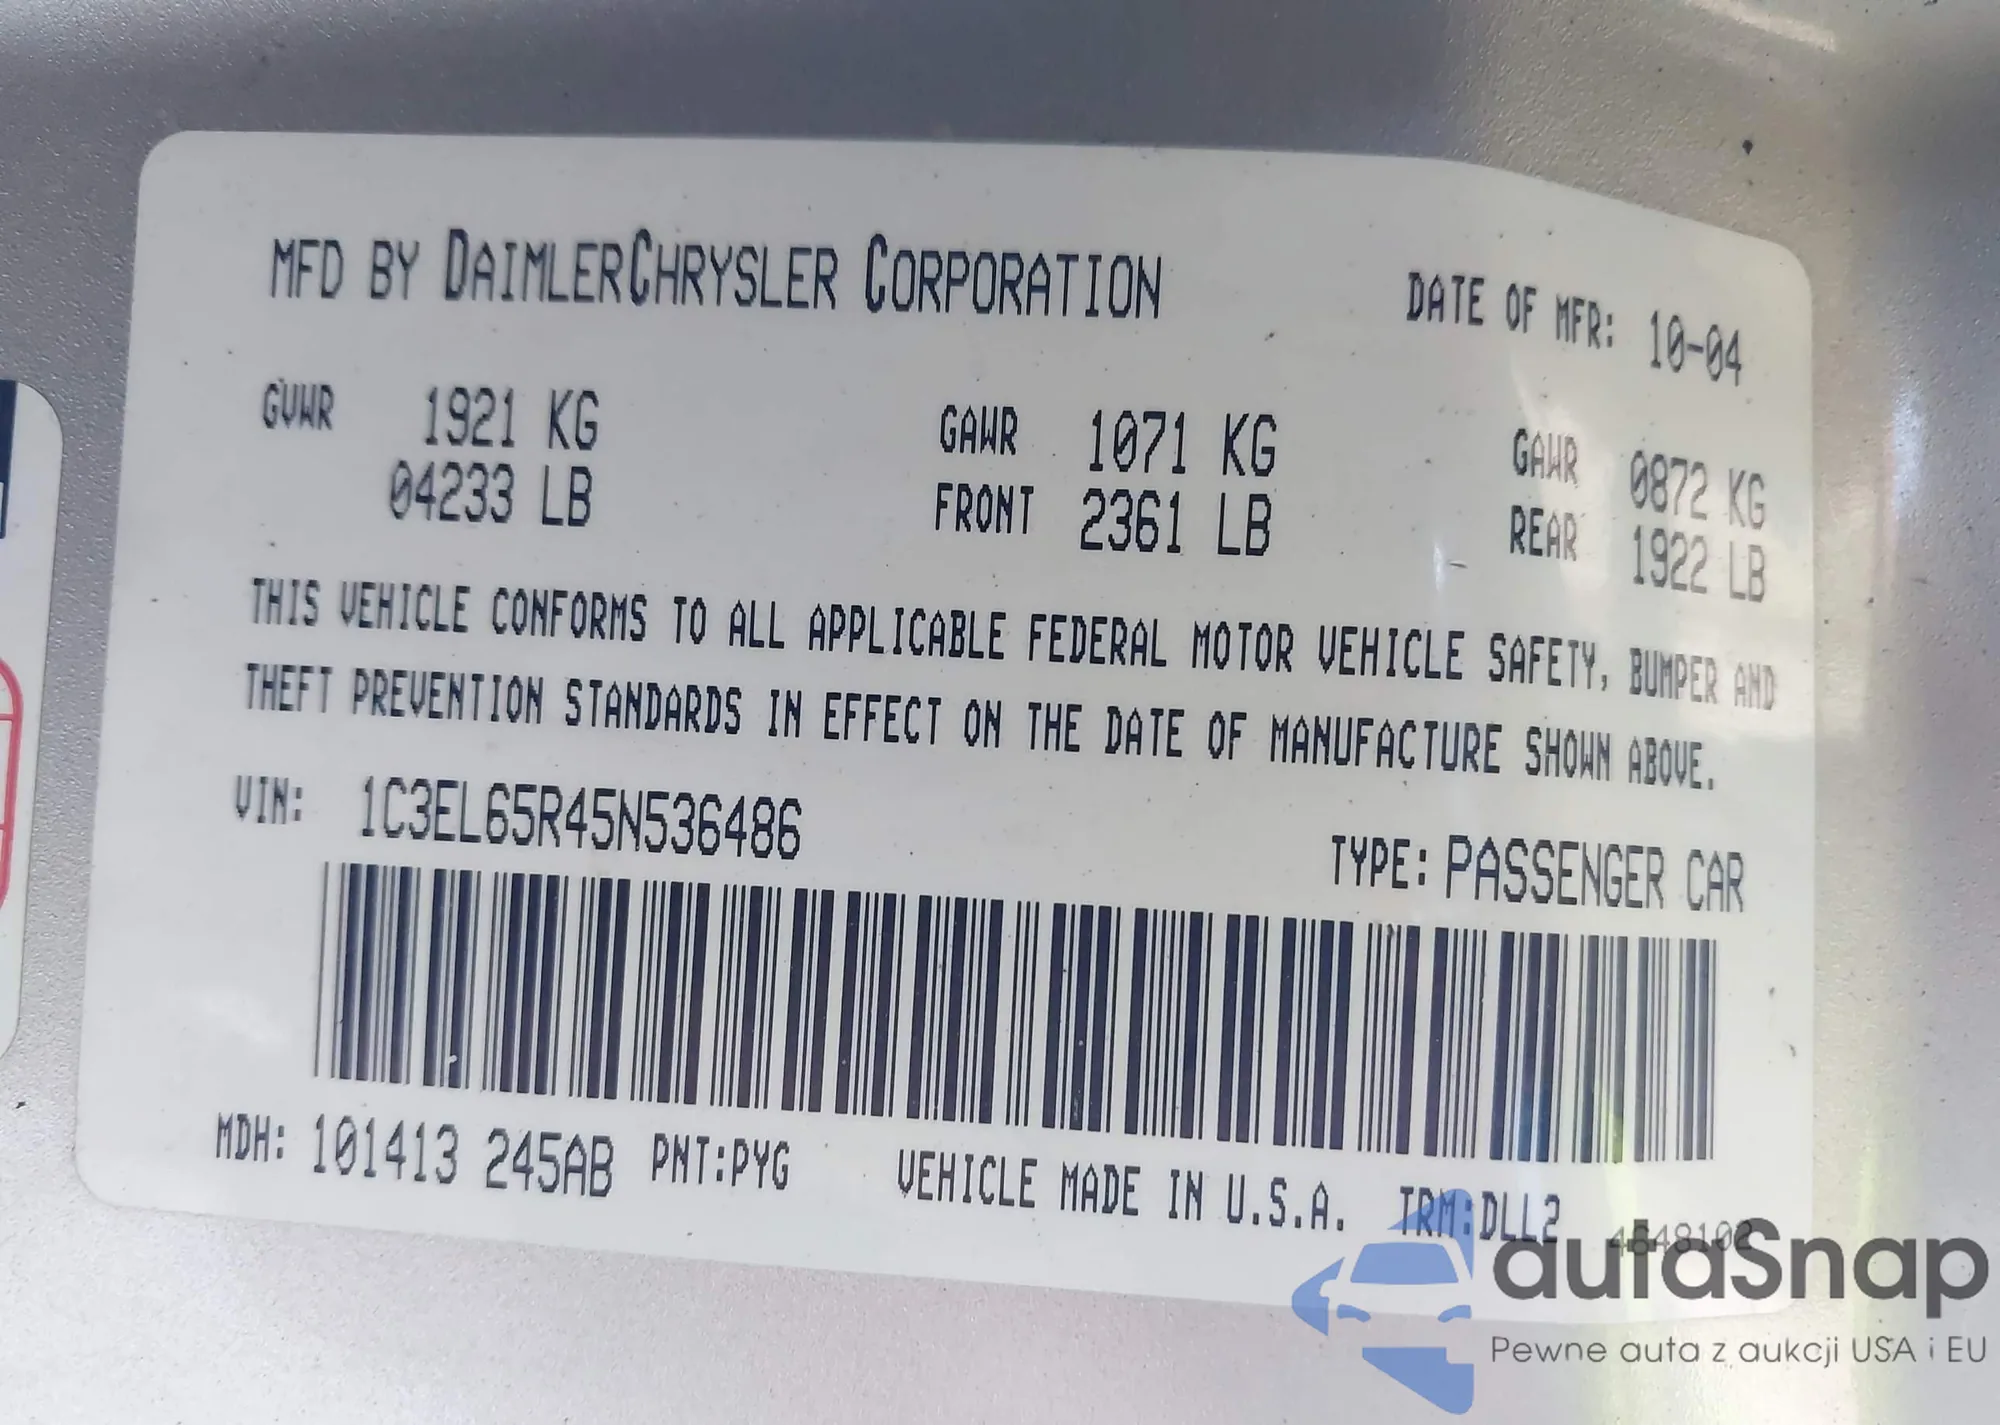 MFD BY DAIMLERCHRYSLER CORPORATION DATE OF MFR: 10-04
GVWR 1921 KG GAWR 1071 KG GAWR 0872 KG
04233 LB FRONT 2361 LB REAR 1922 LB
THIS VEHICLE CONFORMS TO ALL APPLICABLE FEDERAL MOTOR VEHICLE SAFETY, BUMPER AND
THEFT PREVENTION STANDARDS IN EFFECT ON THE DATE OF MANUFACTURE SHOWN ABOVE.
VIN: 1C3EL65R45N536486 TYPE: PASSENGER CAR
MDH: 101413 245AB PNT:PYG VEHICLE MADE IN U.S.A. TRM:DLL2
autaSnap
Pewne auta z aukcji USA i EU